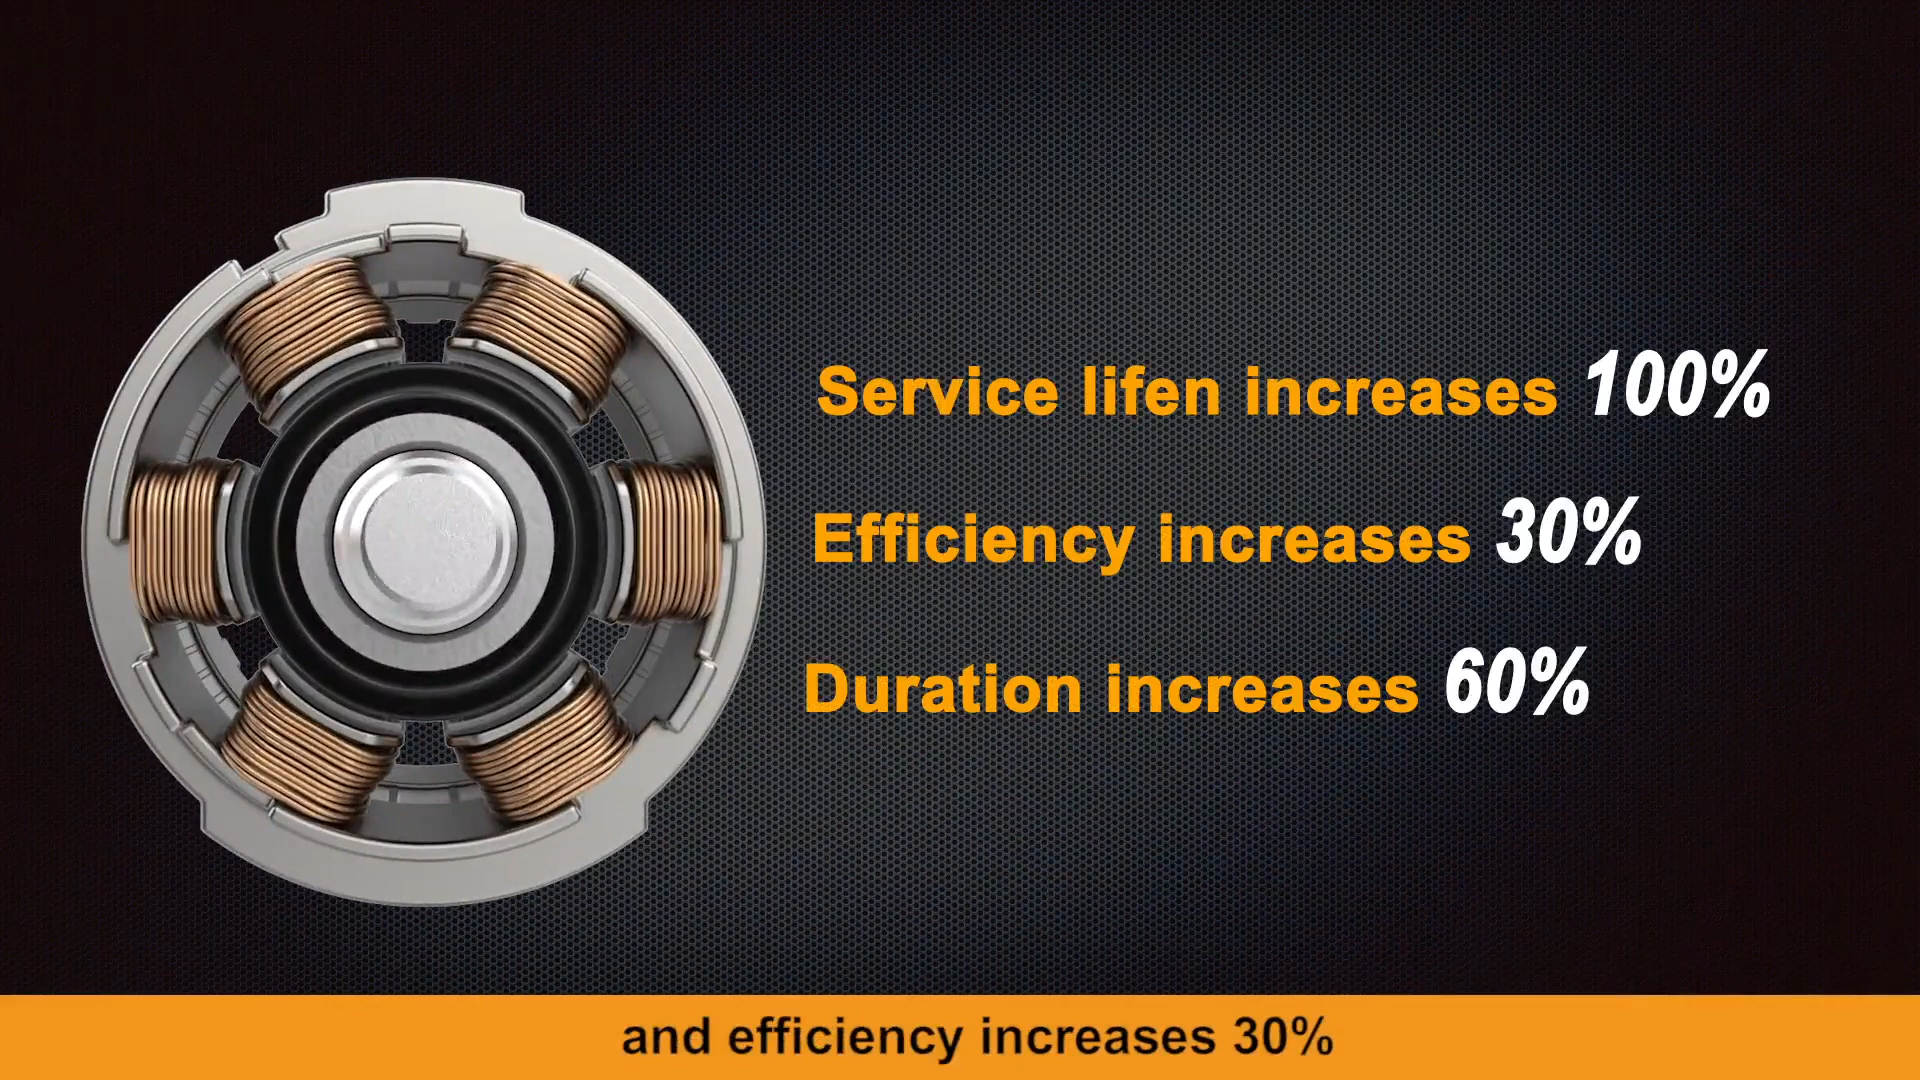 Service lifen increases 100%
Efficiency increases 30%
Duration increases 60%
and efficiency increases 30%